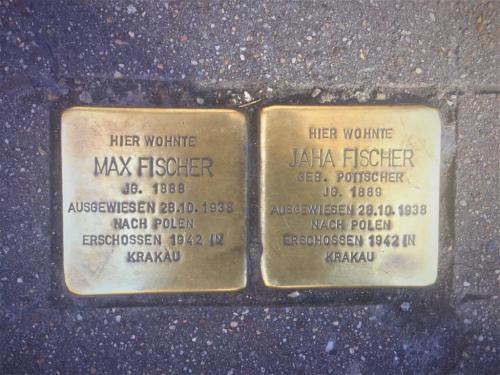 HIER WOHNTE
MAX FISCHER
JG. 1888
AUSGEWIESEN 28.10.1938
NACH POLEN
ERSCHOSSEN 1942 IN
KRAKAU
HIER WOHNTE
JAHA FISCHER
GEB. POTTSCHER
JG. 1889
AUSGEWIESEN 28.10.1938
NACH POLEN
ERSCHOSSEN 1942 IN
KRAKAU